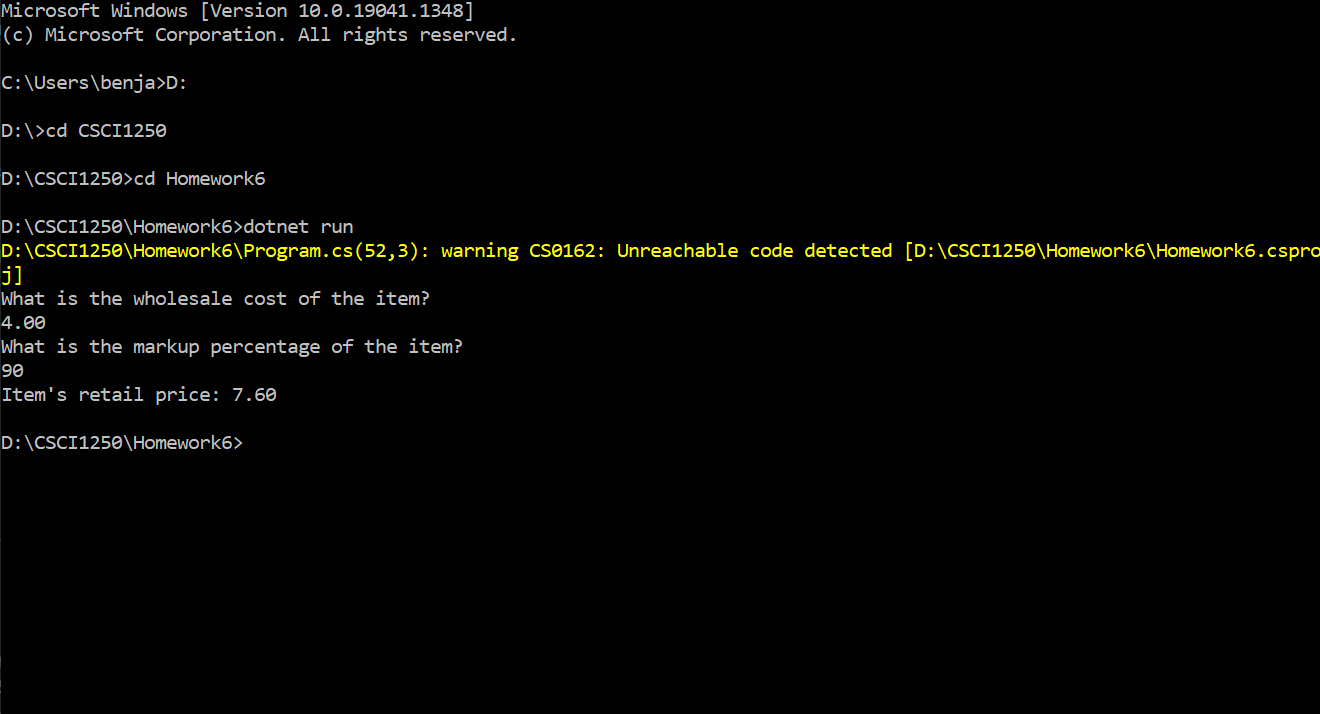 Microsoft Windows [Version 10.0.19041.1348]
(c) Microsoft Corporation. All rights reserved.
C:\Users\benja>D:
D:\>cd CSCI1250
D:\CSCI1250>cd Homework6
D:\CSCI1250\Homework6>dotnet run
D:\CSCI1250\Homework6\Program.cs(52,3): warning CS0162: Unreachable code detected [D:\CSCI1250\Homework6\Homework6.cspro
j]
What is the wholesale cost of the item?
4.00
What is the markup percentage of the item?
90
Item's retail price: 7.60
D:\CSCI1250\Homework6>